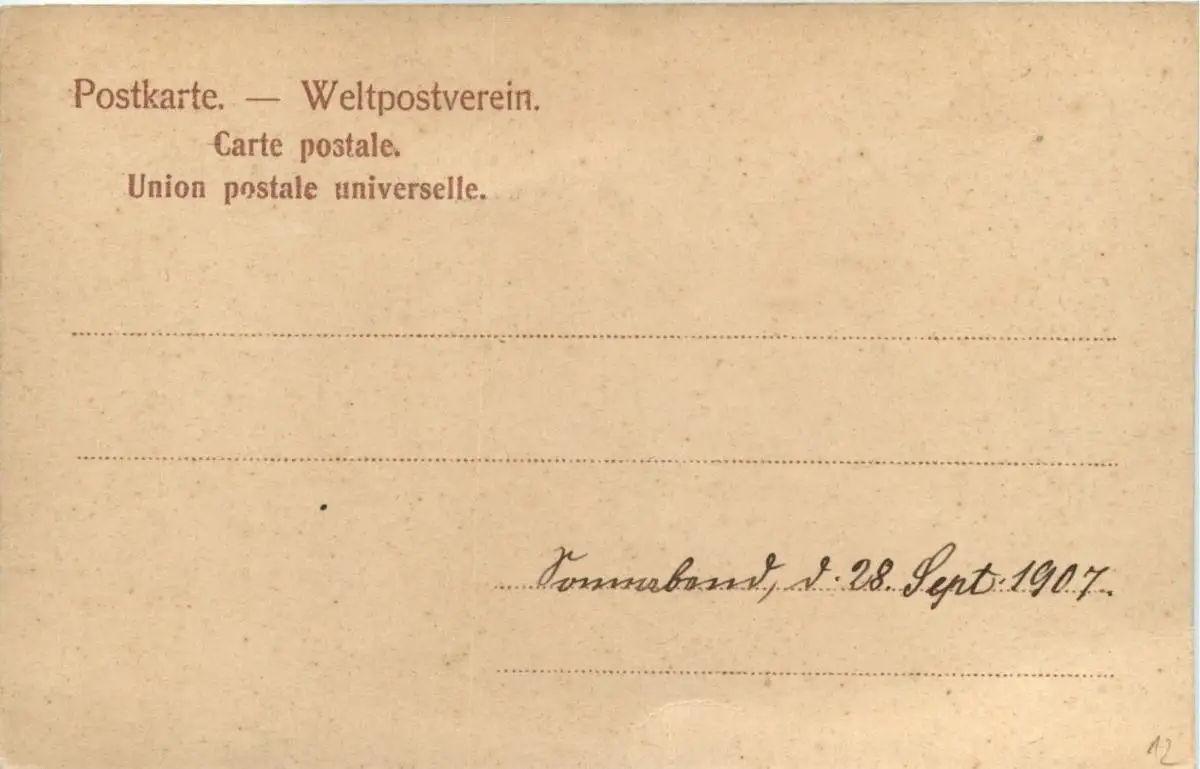 Postkarte. — Weltpostverein.
Carte postale.
Union postale universelle.
Sonnabend, d. 28. Sept. 1907.
12